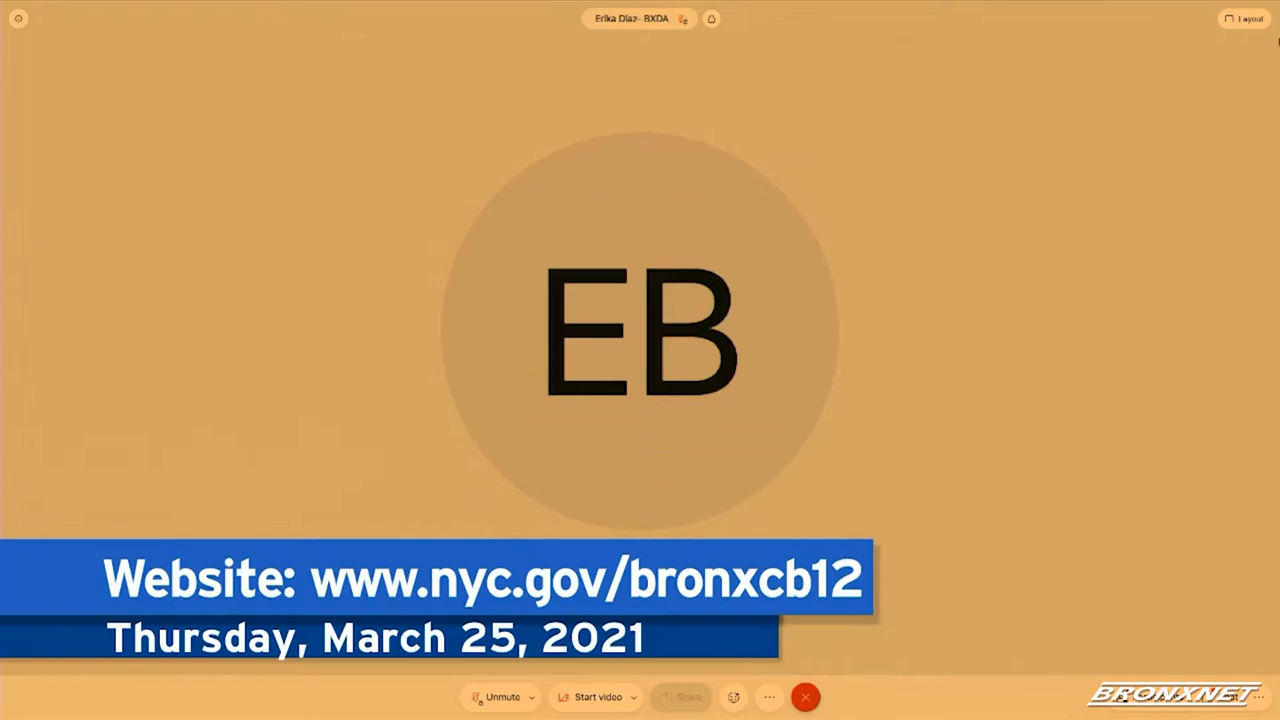 Erika Diaz- BXDA
Layout
EB
Website: www.nyc.gov/bronxcb12
Thursday, March 25, 2021
Unmute
Start video
Share
BRONXNET